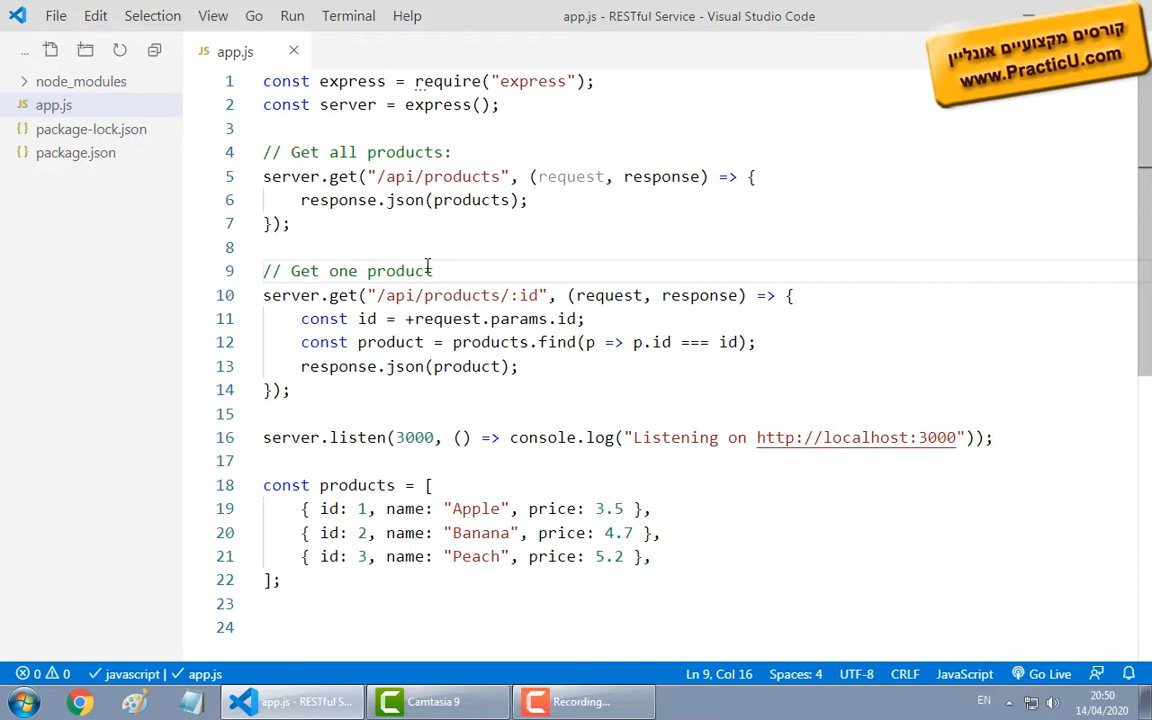 File Edit Selection View Go Run Terminal Help
app.js - RESTful Service - Visual Studio Code
קורסים מקצועיים אונליין
www.PracticU.com
...
node_modules
JS app.js
{} package-lock.json
{} package.json
JS app.js ×
1 const express = require("express");
2 const server = express();
3
4 // Get all products:
5 server.get("/api/products", (request, response) => {
6 response.json(products);
7 });
8
9 // Get one product
10 server.get("/api/products/:id", (request, response) => {
11 const id = +request.params.id;
12 const product = products.find(p => p.id === id);
13 response.json(product);
14 });
15
16 server.listen(3000, () => console.log("Listening on http://localhost:3000"));
17
18 const products = [
19 { id: 1, name: "Apple", price: 3.5 },
20 { id: 2, name: "Banana", price: 4.7 },
21 { id: 3, name: "Peach", price: 5.2 },
22 ];
23
24
0 0 javascript | app.js Ln 9, Col 16 Spaces: 4 UTF-8 CRLF JavaScript Go Live
app.js - RESTful S... Camtasia 9 Recording... EN 20:50
14/04/2020